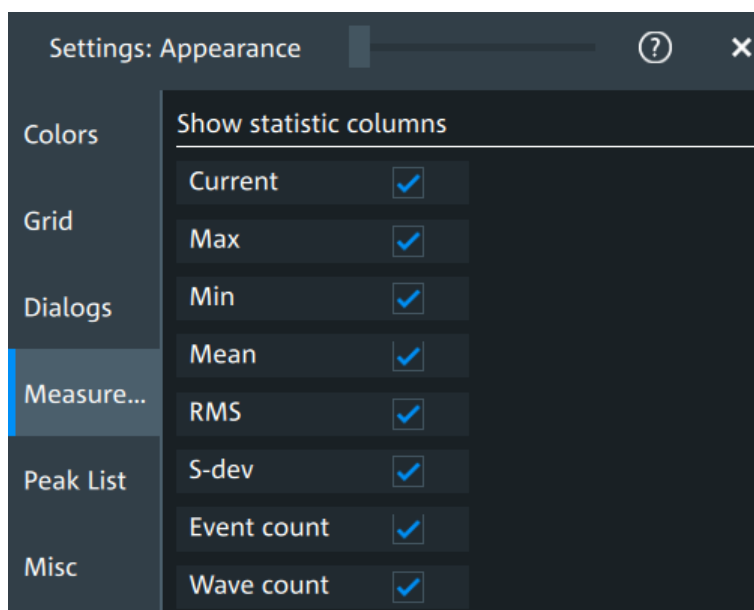 Settings: Appearance
Colors
Grid
Dialogs
Measure...
Peak List
Misc
Show statistic columns
Current
Max
Min
Mean
RMS
S-dev
Event count
Wave count